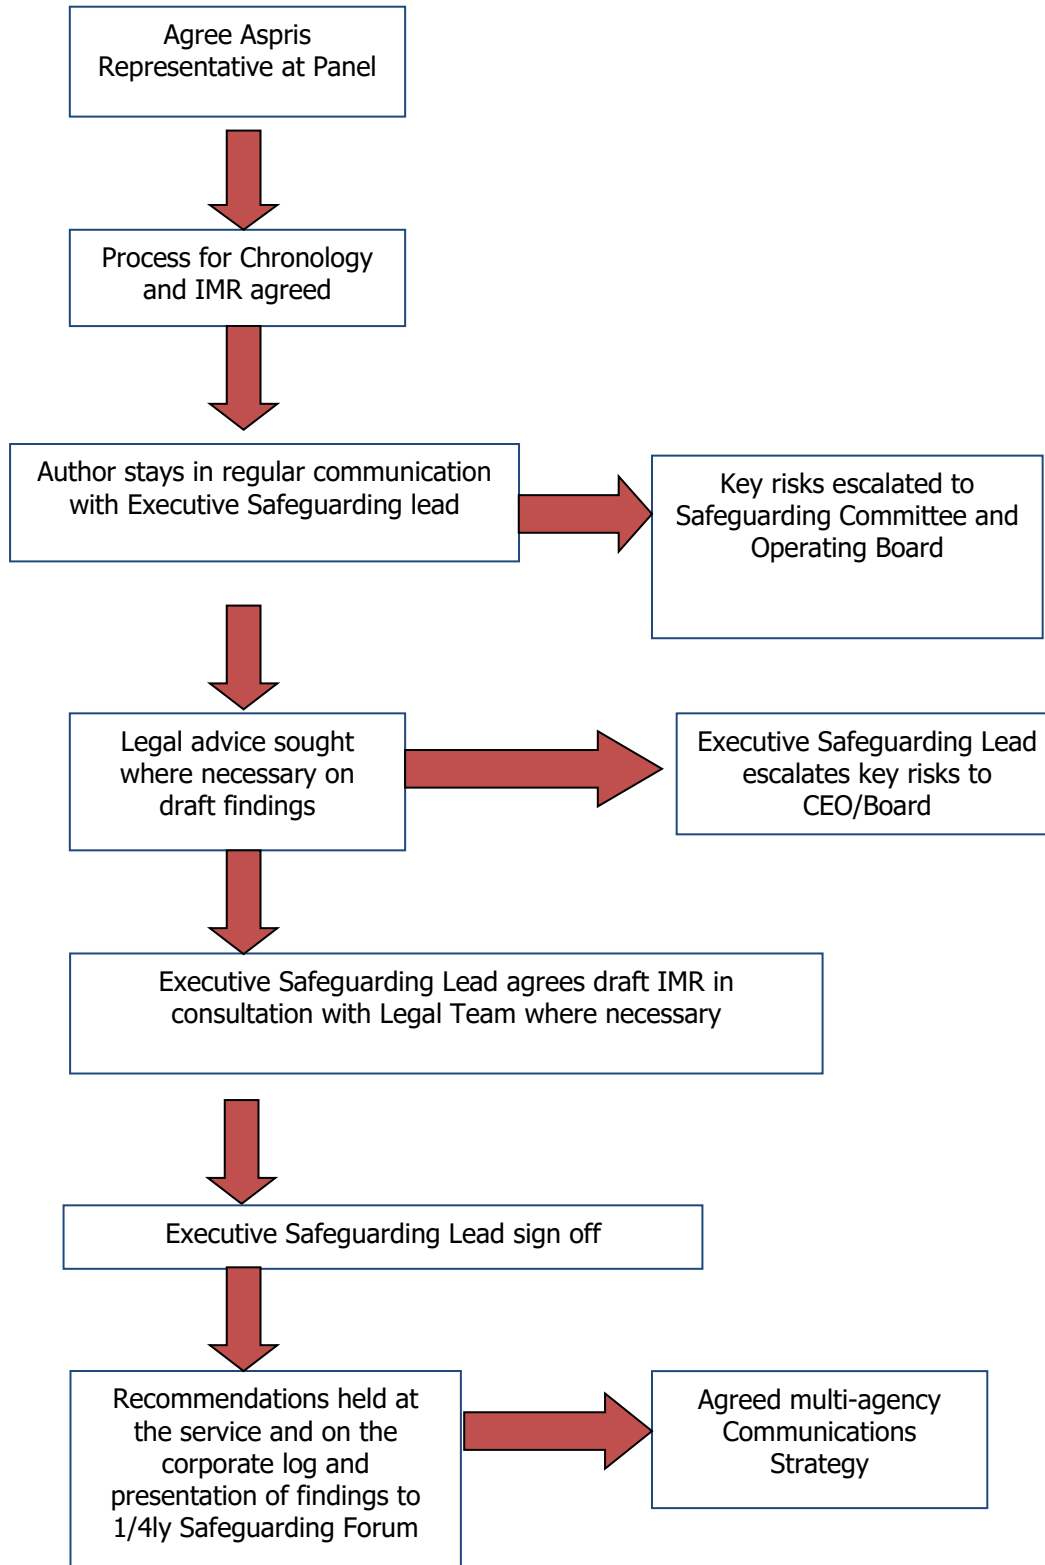 Agree Aspris
Representative at Panel
Process for Chronology
and IMR agreed
Author stays in regular communication
with Executive Safeguarding lead
Key risks escalated to
Safeguarding Committee and
Operating Board
Legal advice sought
where necessary on
draft findings
Executive Safeguarding Lead
escalates key risks to
CEO/Board
Executive Safeguarding Lead agrees draft IMR in
consultation with Legal Team where necessary
Executive Safeguarding Lead sign off
Recommendations held at
the service and on the
corporate log and
presentation of findings to
1/4ly Safeguarding Forum
Agreed multi-agency
Communications
Strategy